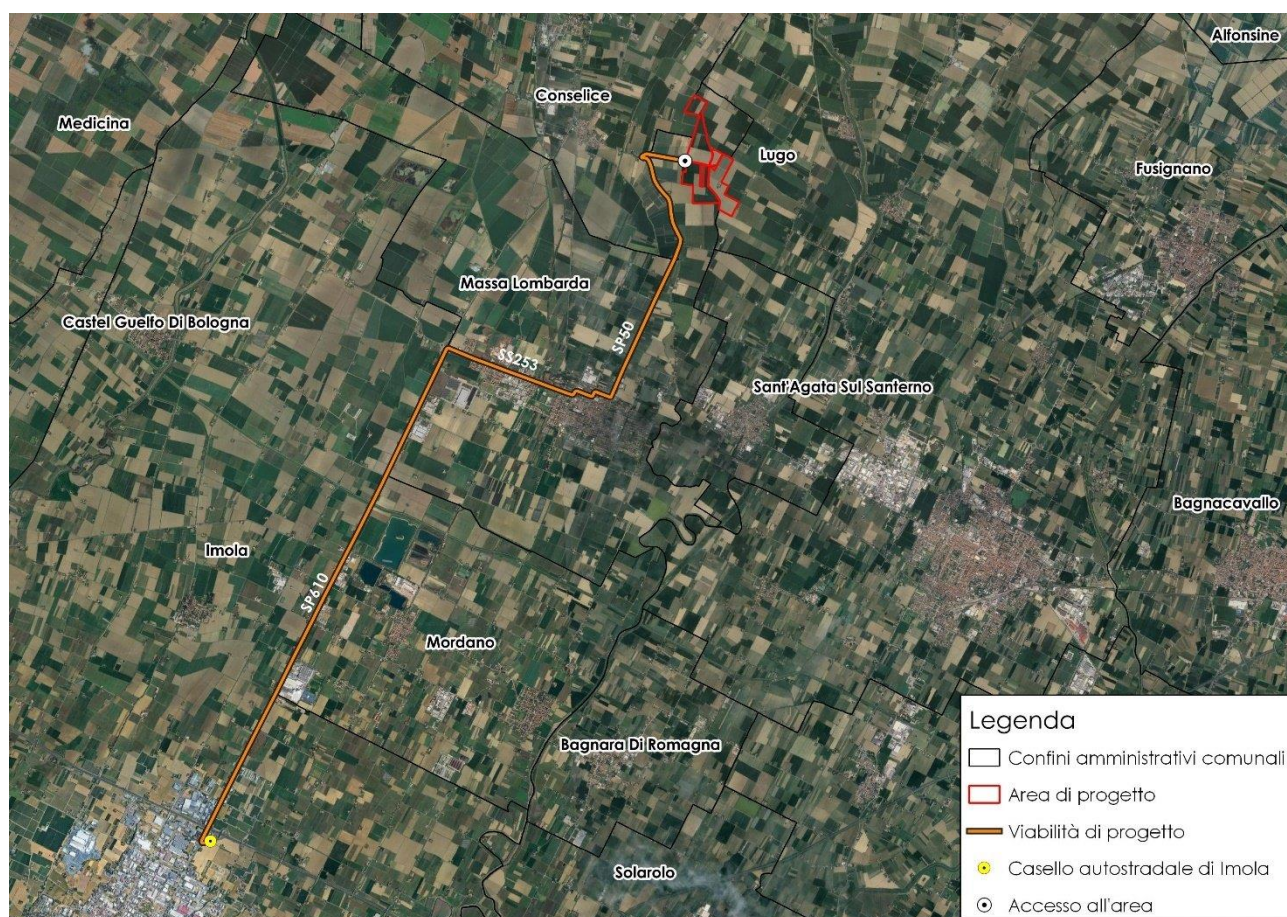 Alfonsine
Conselice
Medicina
Lugo
Fusignano
Massa Lombarda
Castel Guelfo Di Bologna
SP50
SS253
Sant'Agata Sul Santerno
Bagnacavallo
Imola
SP610
Mordano
Bagnara Di Romagna
Solarolo
Legenda
Confini amministrativi comunali
Area di progetto
Viabilità di progetto
Casello autostradale di Imola
Accesso all'area